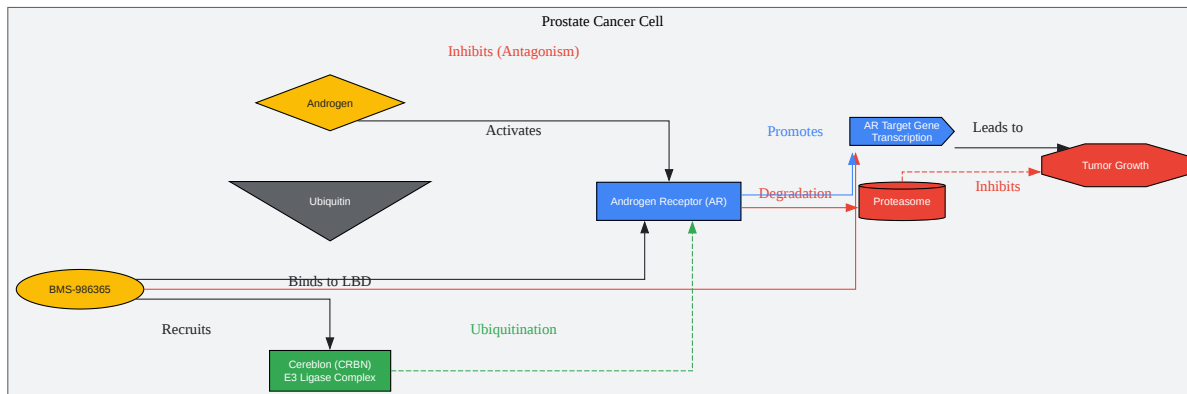 Prostate Cancer Cell
Inhibits (Antagonism)
Androgen
Activates
Promotes
AR Target Gene
Transcription
Leads to
Tumor Growth
Ubiquitin
Androgen Receptor (AR)
Degradation
Proteasome
Inhibits
BMS-986365
Binds to LBD
Recruits
Ubiquitination
Cereblon (CRBN)
E3 Ligase Complex